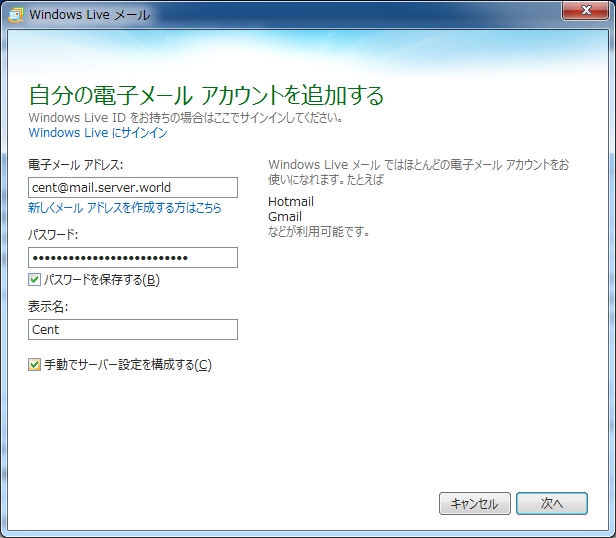 Windows Live メール
自分の電子メール アカウントを追加する
Windows Live ID をお持ちの場合はここでサインインしてください。
Windows Live にサインイン
電子メール アドレス:
cent@mail.server.world
新しくメール アドレスを作成する方はこちら
パスワード:
••••••••••••••••••••••••••
パスワードを保存する(B)
表示名:
Cent
手動でサーバー設定を構成する(C)
Windows Live メール ではほとんどの電子メール アカウントをお
使いになれます。たとえば
Hotmail
Gmail
などが利用可能です。
キャンセル
次へ